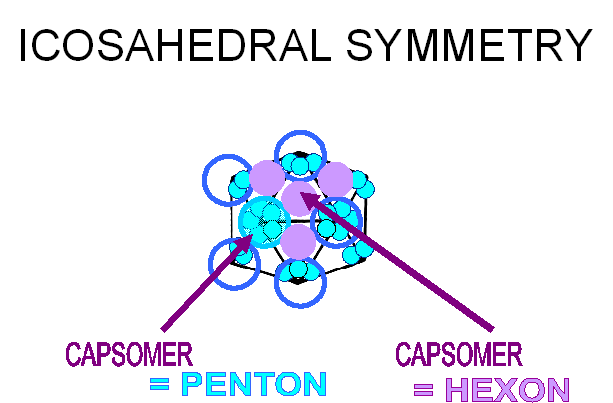 ICOSAHEDRAL SYMMETRY
CAPSOMER
= PENTON
CAPSOMER
= HEXON